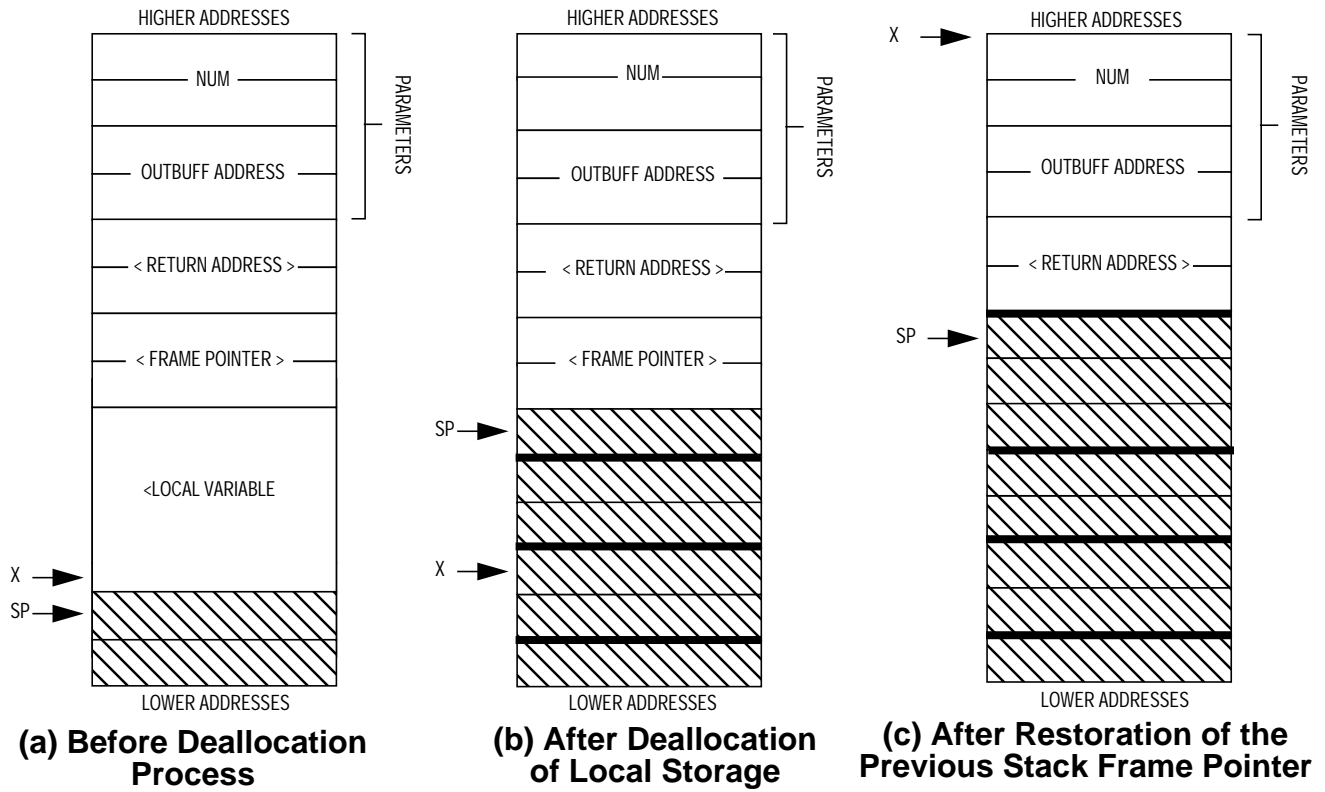 HIGHER ADDRESSES
NUM
OUTBUFF ADDRESS
PARAMETERS
< RETURN ADDRESS >
< FRAME POINTER >
<LOCAL VARIABLE
X
SP
LOWER ADDRESSES
(a) Before Deallocation
Process
HIGHER ADDRESSES
NUM
OUTBUFF ADDRESS
PARAMETERS
< RETURN ADDRESS >
< FRAME POINTER >
SP
X
LOWER ADDRESSES
(b) After Deallocation
of Local Storage
HIGHER ADDRESSES
X
NUM
OUTBUFF ADDRESS
PARAMETERS
< RETURN ADDRESS >
SP
LOWER ADDRESSES
(c) After Restoration of the
Previous Stack Frame Pointer